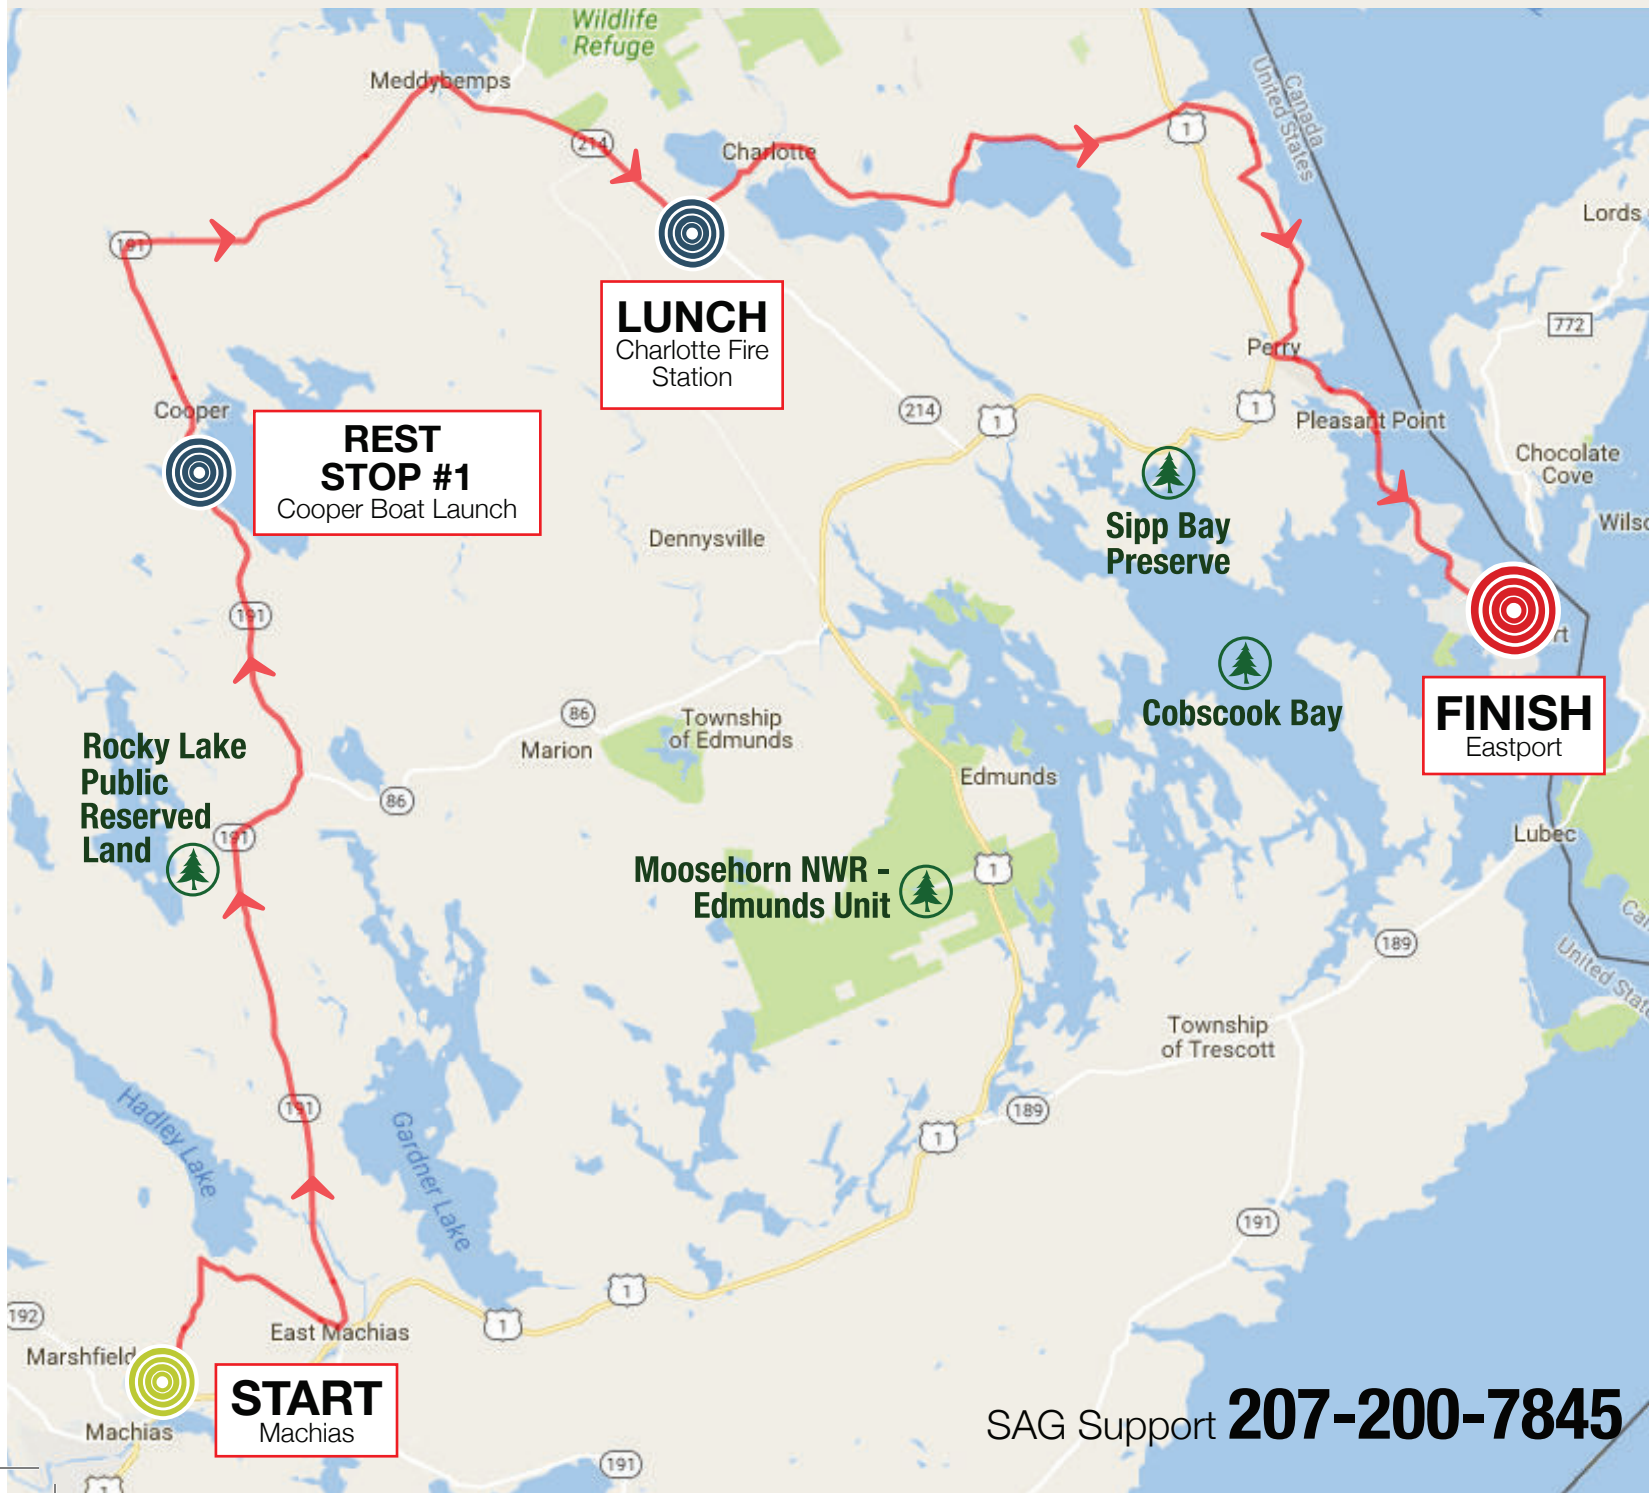 Wildlife
Refuge
Meddybemps
214
Charlotte
1
Canada
United States
Lords
191
LUNCH
Charlotte Fire
Station
772
Perry
Cooper
214
1
1
Pleasant Point
REST
STOP #1
Cooper Boat Launch
Chocolate
Cove
Sipp Bay
Preserve
Dennysville
191
Cobscook Bay
FINISH
Eastport
86
Marion
Township
of Edmunds
Edmunds
Rocky Lake
Public
Reserved
Land
86
191
Lubec
Moosehorn NWR -
Edmunds Unit
1
189
United State
Township
of Trescott
Hadley Lake
191
Gardner Lake
189
1
191
1
1
192
East Machias
Marshfield
START
Machias
Machias
SAG Support 207-200-7845
191
1